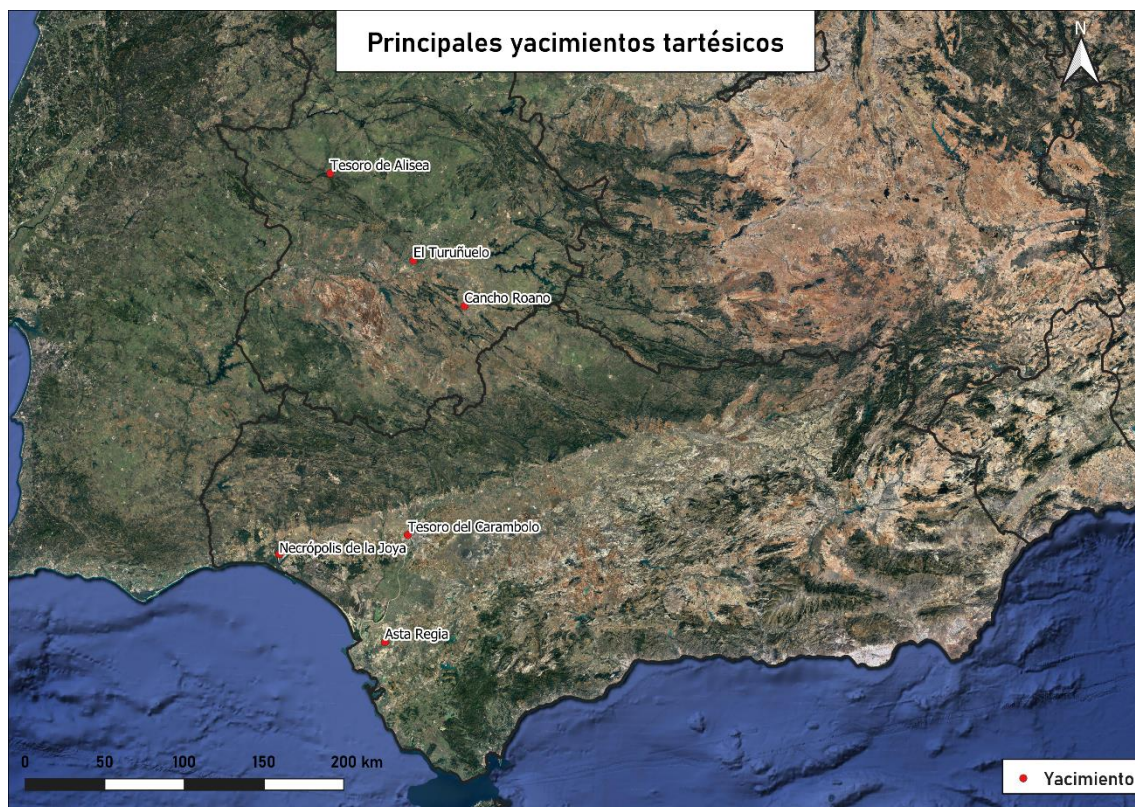 Principales yacimientos tartésicos
N
Tesoro de Alisea
El Turuñuelo
Cancho Roano
Tesoro del Carambolo
Necrópolis de la Joya
Asta Regia
0 50 100 150 200 km
Yacimiento